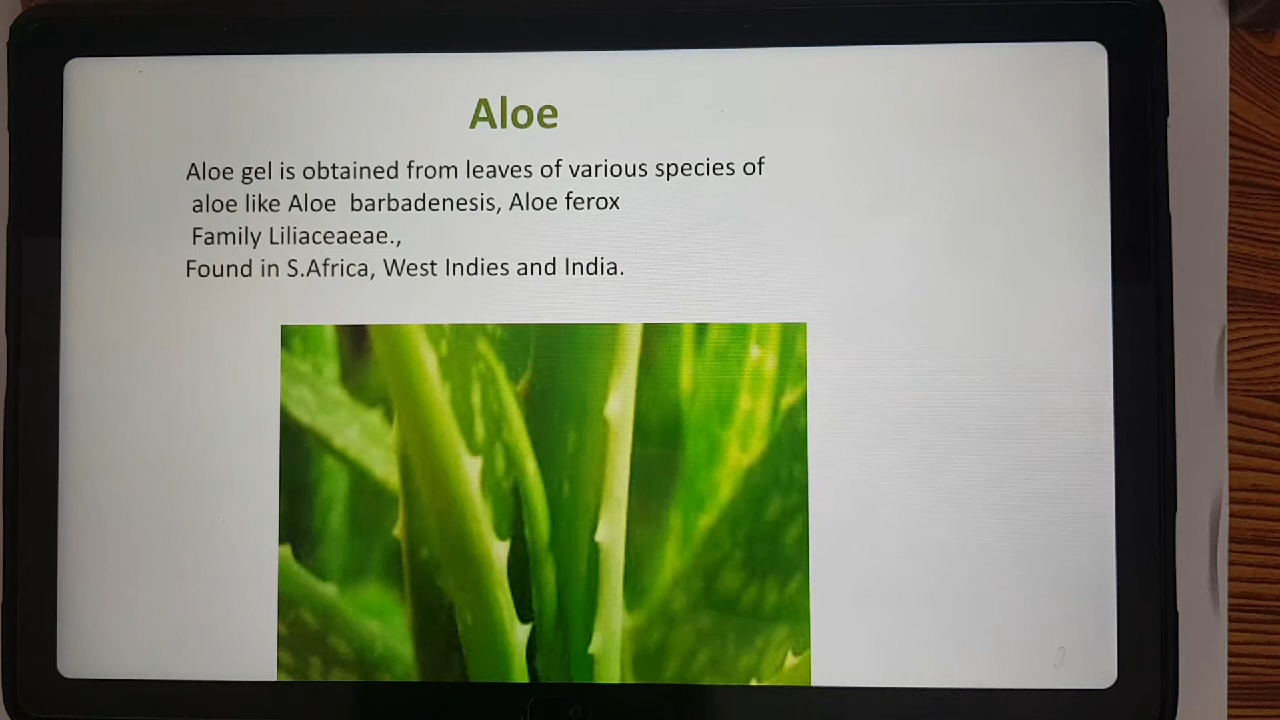 Aloe
Aloe gel is obtained from leaves of various species of
aloe like Aloe barbadenesis, Aloe ferox
Family Liliaceaeae.,
Found in S.Africa, West Indies and India.